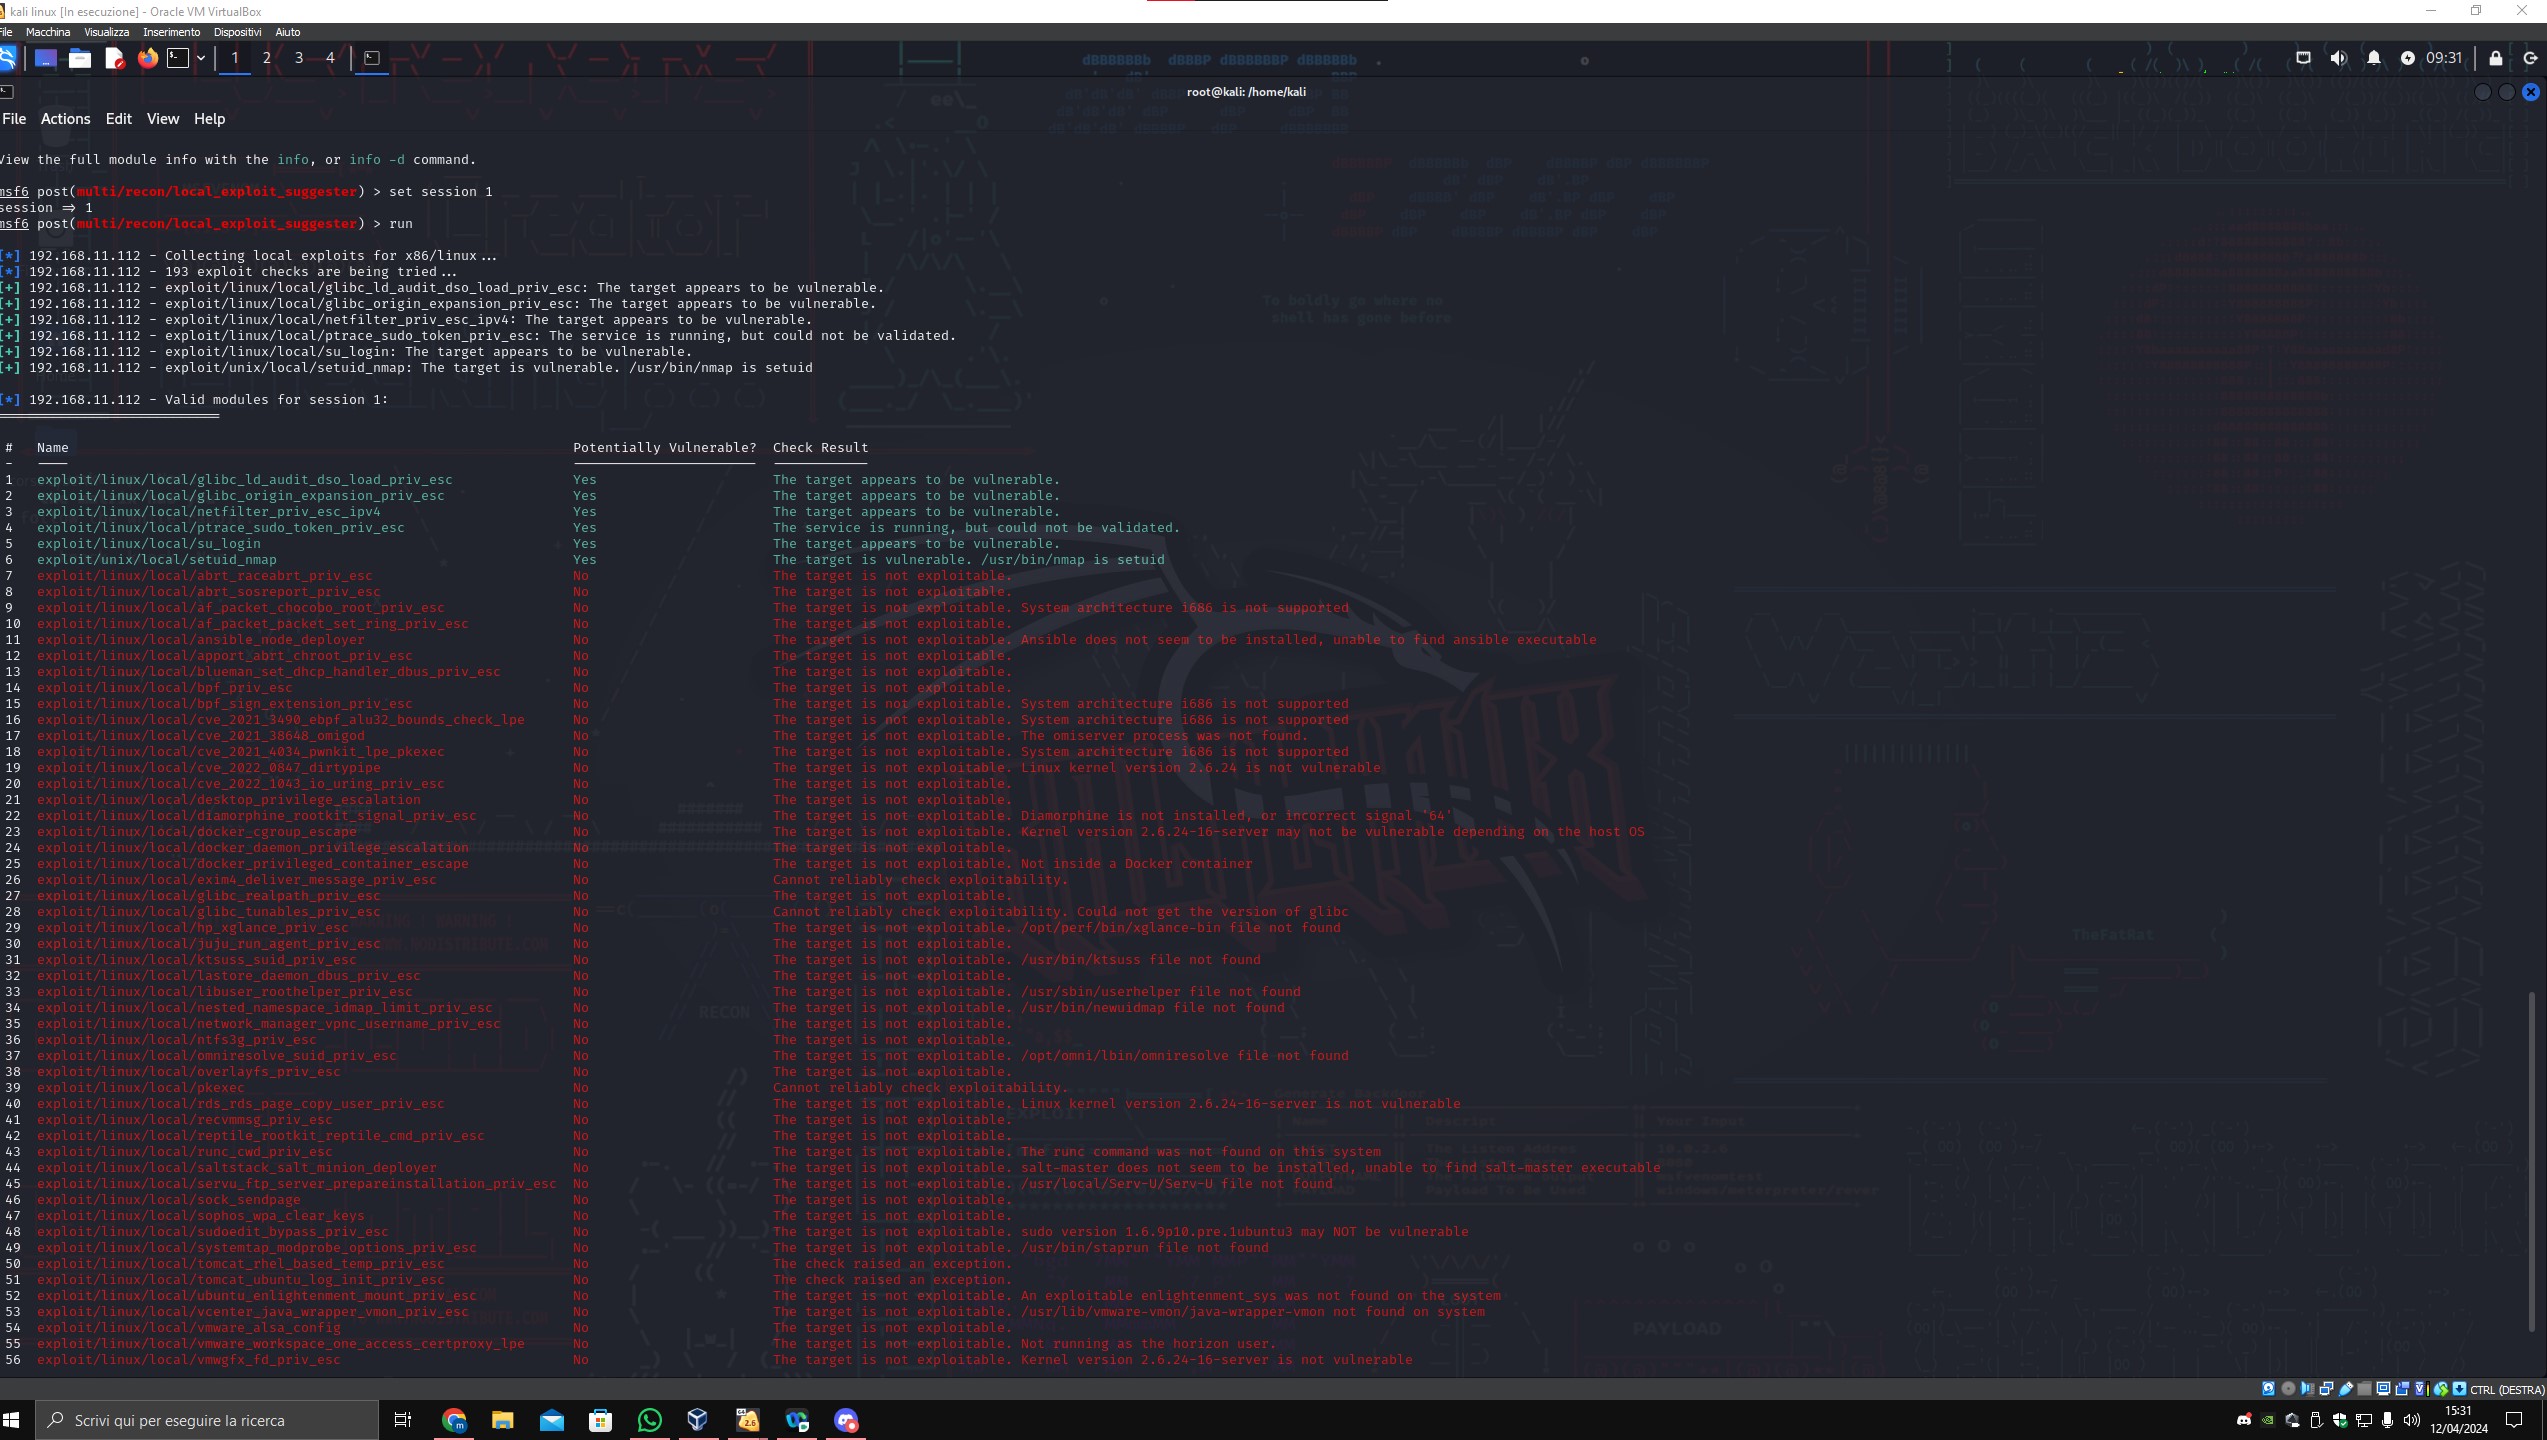 kali linux [In esecuzione] - Oracle VM VirtualBox
File Macchina Visualizza Inserimento Dispositivi Aiuto
1 2 3 4 09:31
root@kali: /home/kali
File Actions Edit View Help
View the full module info with the info, or info -d command.
msf6 post(multi/recon/local_exploit_suggester) > set session 1
session => 1
msf6 post(multi/recon/local_exploit_suggester) > run
[*] 192.168.11.112 - Collecting local exploits for x86/linux...
[*] 192.168.11.112 - 193 exploit checks are being tried...
[+] 192.168.11.112 - exploit/linux/local/glibc_ld_audit_dso_load_priv_esc: The target appears to be vulnerable.
[+] 192.168.11.112 - exploit/linux/local/glibc_origin_expansion_priv_esc: The target appears to be vulnerable.
[+] 192.168.11.112 - exploit/linux/local/netfilter_priv_esc_ipv4: The target appears to be vulnerable.
[+] 192.168.11.112 - exploit/linux/local/ptrace_sudo_token_priv_esc: The service is running, but could not be validated.
[+] 192.168.11.112 - exploit/linux/local/su_login: The target appears to be vulnerable.
[+] 192.168.11.112 - exploit/unix/local/setuid_nmap: The target is vulnerable. /usr/bin/nmap is setuid
[*] 192.168.11.112 - Valid modules for session 1:
# Name Potentially Vulnerable? Check Result
1 exploit/linux/local/glibc_ld_audit_dso_load_priv_esc Yes The target appears to be vulnerable.
2 exploit/linux/local/glibc_origin_expansion_priv_esc Yes The target appears to be vulnerable.
3 exploit/linux/local/netfilter_priv_esc_ipv4 Yes The target appears to be vulnerable.
4 exploit/linux/local/ptrace_sudo_token_priv_esc Yes The service is running, but could not be validated.
5 exploit/linux/local/su_login Yes The target appears to be vulnerable.
6 exploit/unix/local/setuid_nmap Yes The target is vulnerable. /usr/bin/nmap is setuid
7 exploit/linux/local/abrt_raceabrt_priv_esc No The target is not exploitable.
8 exploit/linux/local/abrt_sosreport_priv_esc No The target is not exploitable.
9 exploit/linux/local/af_packet_chocobo_root_priv_esc No The target is not exploitable. System architecture i686 is not supported
10 exploit/linux/local/af_packet_packet_set_ring_priv_esc No The target is not exploitable.
11 exploit/linux/local/ansible_node_deployer No The target is not exploitable. Ansible does not seem to be installed, unable to find ansible executable
12 exploit/linux/local/apport_abrt_chroot_priv_esc No The target is not exploitable.
13 exploit/linux/local/blueman_set_dhcp_handler_dbus_priv_esc No The target is not exploitable.
14 exploit/linux/local/bpf_priv_esc No The target is not exploitable.
15 exploit/linux/local/bpf_sign_extension_priv_esc No The target is not exploitable. System architecture i686 is not supported
16 exploit/linux/local/cve_2021_3490_ebpf_alu32_bounds_check_lpe No The target is not exploitable. System architecture i686 is not supported
17 exploit/linux/local/cve_2021_38648_omigod No The target is not exploitable. The omiserver process was not found.
18 exploit/linux/local/cve_2021_4034_pwnkit_lpe_pkexec No The target is not exploitable. System architecture i686 is not supported
19 exploit/linux/local/cve_2022_0847_dirtypipe No The target is not exploitable. Linux kernel version 2.6.24 is not vulnerable
20 exploit/linux/local/cve_2022_1043_io_uring_priv_esc No The target is not exploitable.
21 exploit/linux/local/desktop_privilege_escalation No The target is not exploitable.
22 exploit/linux/local/diamorphine_rootkit_signal_priv_esc No The target is not exploitable. Diamorphine is not installed, or incorrect signal '64'
23 exploit/linux/local/docker_cgroup_escape No The target is not exploitable. Kernel version 2.6.24-16-server may not be vulnerable depending on the host OS
24 exploit/linux/local/docker_daemon_privilege_escalation No The target is not exploitable.
25 exploit/linux/local/docker_privileged_container_escape No The target is not exploitable. Not inside a Docker container
26 exploit/linux/local/exim4_deliver_message_priv_esc No Cannot reliably check exploitability.
27 exploit/linux/local/glibc_realpath_priv_esc No The target is not exploitable.
28 exploit/linux/local/glibc_tunables_priv_esc No Cannot reliably check exploitability. Could not get the version of glibc
29 exploit/linux/local/hp_xglance_priv_esc No The target is not exploitable. /opt/perf/bin/xglance-bin file not found
30 exploit/linux/local/juju_run_agent_priv_esc No The target is not exploitable.
31 exploit/linux/local/ktsuss_suid_priv_esc No The target is not exploitable. /usr/bin/ktsuss file not found
32 exploit/linux/local/lastore_daemon_dbus_priv_esc No The target is not exploitable.
33 exploit/linux/local/libuser_roothelper_priv_esc No The target is not exploitable. /usr/sbin/userhelper file not found
34 exploit/linux/local/nested_namespace_idmap_limit_priv_esc No The target is not exploitable. /usr/bin/newuidmap file not found
35 exploit/linux/local/network_manager_vpnc_username_priv_esc No The target is not exploitable.
36 exploit/linux/local/ntfs3g_priv_esc No The target is not exploitable.
37 exploit/linux/local/omniresolve_suid_priv_esc No The target is not exploitable. /opt/omni/lbin/omniresolve file not found
38 exploit/linux/local/overlayfs_priv_esc No The target is not exploitable.
39 exploit/linux/local/pkexec No Cannot reliably check exploitability.
40 exploit/linux/local/rds_rds_page_copy_user_priv_esc No The target is not exploitable. Linux kernel version 2.6.24-16-server is not vulnerable
41 exploit/linux/local/recvmmsg_priv_esc No The target is not exploitable.
42 exploit/linux/local/reptile_rootkit_reptile_cmd_priv_esc No The target is not exploitable.
43 exploit/linux/local/runc_cwd_priv_esc No The target is not exploitable. The runc command was not found on this system
44 exploit/linux/local/saltstack_salt_minion_deployer No The target is not exploitable. salt-master does not seem to be installed, unable to find salt-master executable
45 exploit/linux/local/servu_ftp_server_prepareinstallation_priv_esc No The target is not exploitable. /usr/local/Serv-U/Serv-U file not found
46 exploit/linux/local/sock_sendpage No The target is not exploitable.
47 exploit/linux/local/sophos_wpa_clear_keys No The target is not exploitable.
48 exploit/linux/local/sudoedit_bypass_priv_esc No The target is not exploitable. sudo version 1.6.9p10.pre.1ubuntu3 may NOT be vulnerable
49 exploit/linux/local/systemtap_modprobe_options_priv_esc No The target is not exploitable. /usr/bin/staprun file not found
50 exploit/linux/local/tomcat_rhel_based_temp_priv_esc No The check raised an exception.
51 exploit/linux/local/tomcat_ubuntu_log_init_priv_esc No The check raised an exception.
52 exploit/linux/local/ubuntu_enlightenment_mount_priv_esc No The target is not exploitable. An exploitable enlightenment_sys was not found on the system
53 exploit/linux/local/vcenter_java_wrapper_vmon_priv_esc No The target is not exploitable. /usr/lib/vmware-vmon/java-wrapper-vmon not found on system
54 exploit/linux/local/vmware_alsa_config No The target is not exploitable.
55 exploit/linux/local/vmware_workspace_one_access_certproxy_lpe No The target is not exploitable. Not running as the horizon user.
56 exploit/linux/local/vmwgfx_fd_priv_esc No The target is not exploitable. Kernel version 2.6.24-16-server is not vulnerable
To boldly go where no
shell has gone before
TheFatRat
RECON
PAYLOAD
CTRL (DESTRA)
Scrivi qui per eseguire la ricerca
15:31
12/04/2024